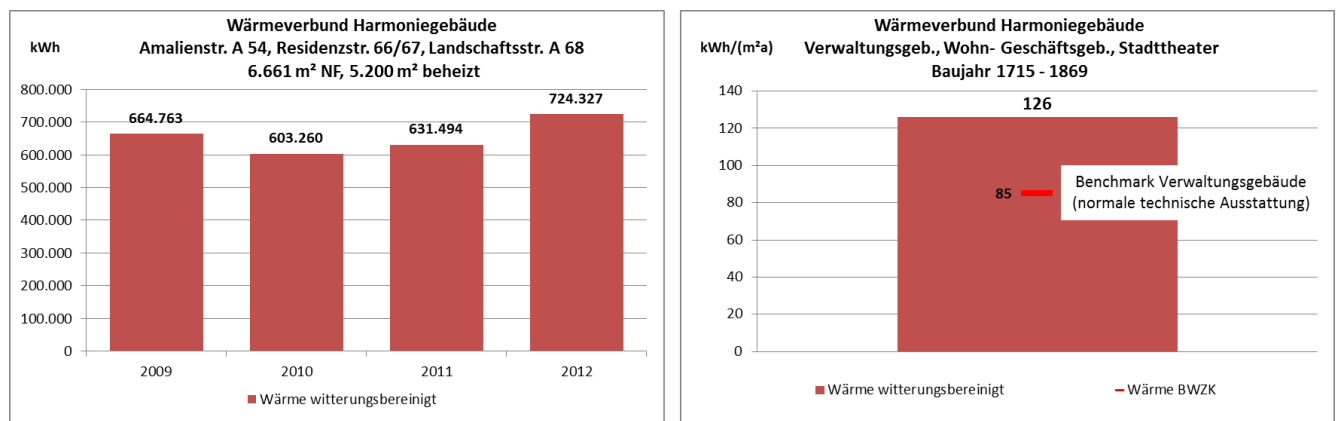 Wärmeverbund Harmoniegebäude
kWh
Amalienstr. A 54, Residenzstr. 66/67, Landschaftsstr. A 68
6.661 m² NF, 5.200 m² beheizt
800.000
700.000
600.000
500.000
400.000
300.000
200.000
100.000
0
664.763
603.260
631.494
724.327
2009
2010
2011
2012
Wärme witterungsbereinigt
Wärmeverbund Harmoniegebäude
kWh/(m²a)
Verwaltungsgeb., Wohn- Geschäftsgeb., Stadttheater
Baujahr 1715 - 1869
140
120
100
80
60
40
20
0
126
85
Benchmark Verwaltungsgebäude
(normale technische Ausstattung)
Wärme witterungsbereinigt
Wärme BWZK